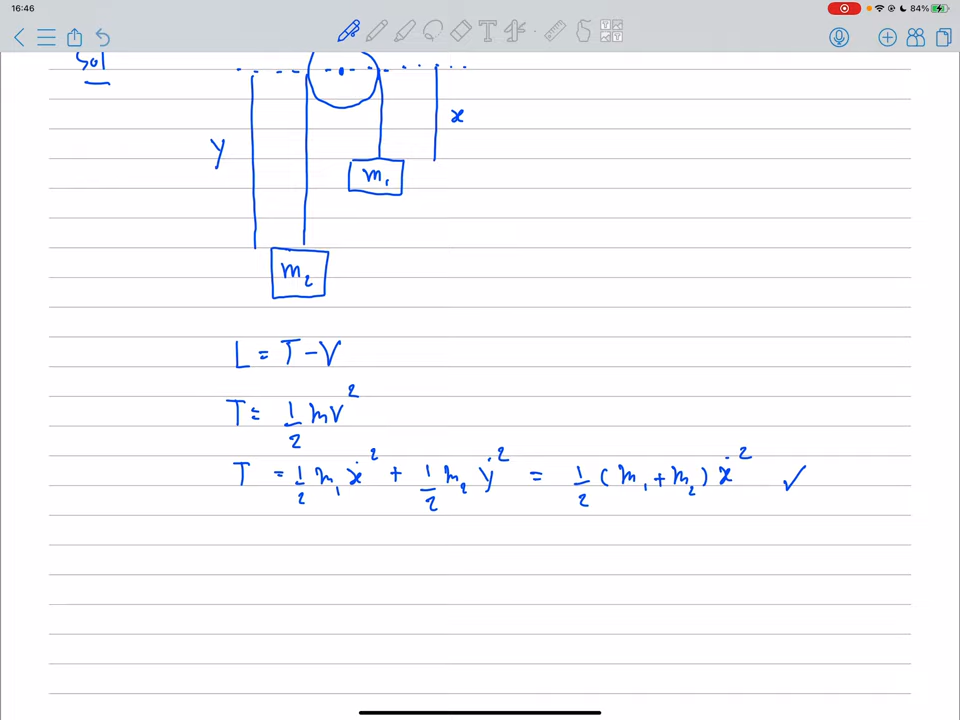 16:46
84%
Sol
x
y
m₁
m₂
L = T - V
T = 1/2 mv²
T = 1/2 m₁ ẋ² + 1/2 m₂ ẏ² = 1/2 (m₁ + m₂) ẋ² ✓